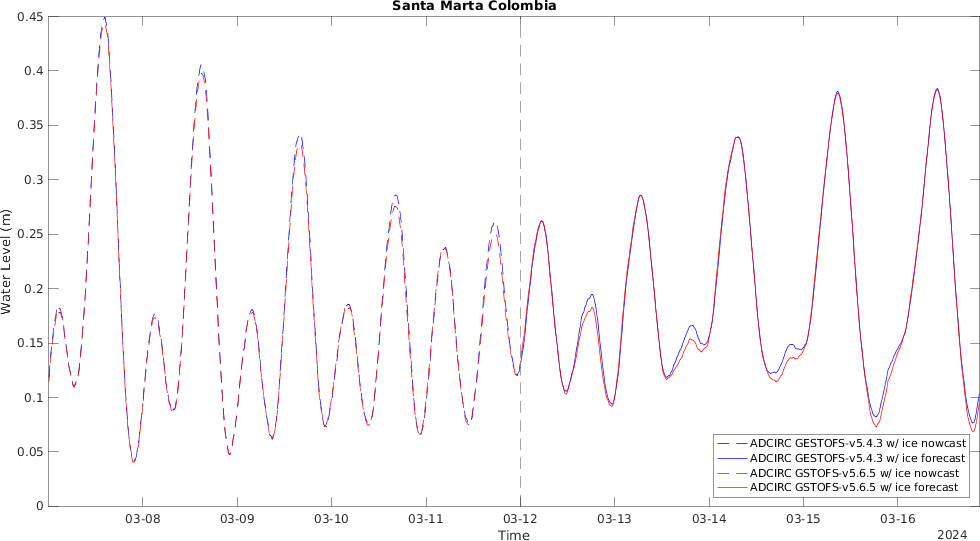 Santa Marta Colombia
0.45
0.4
0.35
0.3
0.25
0.2
0.15
0.1
0.05
0
Water Level (m)
ADCIRC GESTOFS-v5.4.3 w/ ice nowcast
ADCIRC GESTOFS-v5.4.3 w/ ice forecast
ADCIRC GSTOFS-v5.6.5 w/ ice nowcast
ADCIRC GSTOFS-v5.6.5 w/ ice forecast
03-08 03-09 03-10 03-11 03-12 03-13 03-14 03-15 03-16
Time
2024